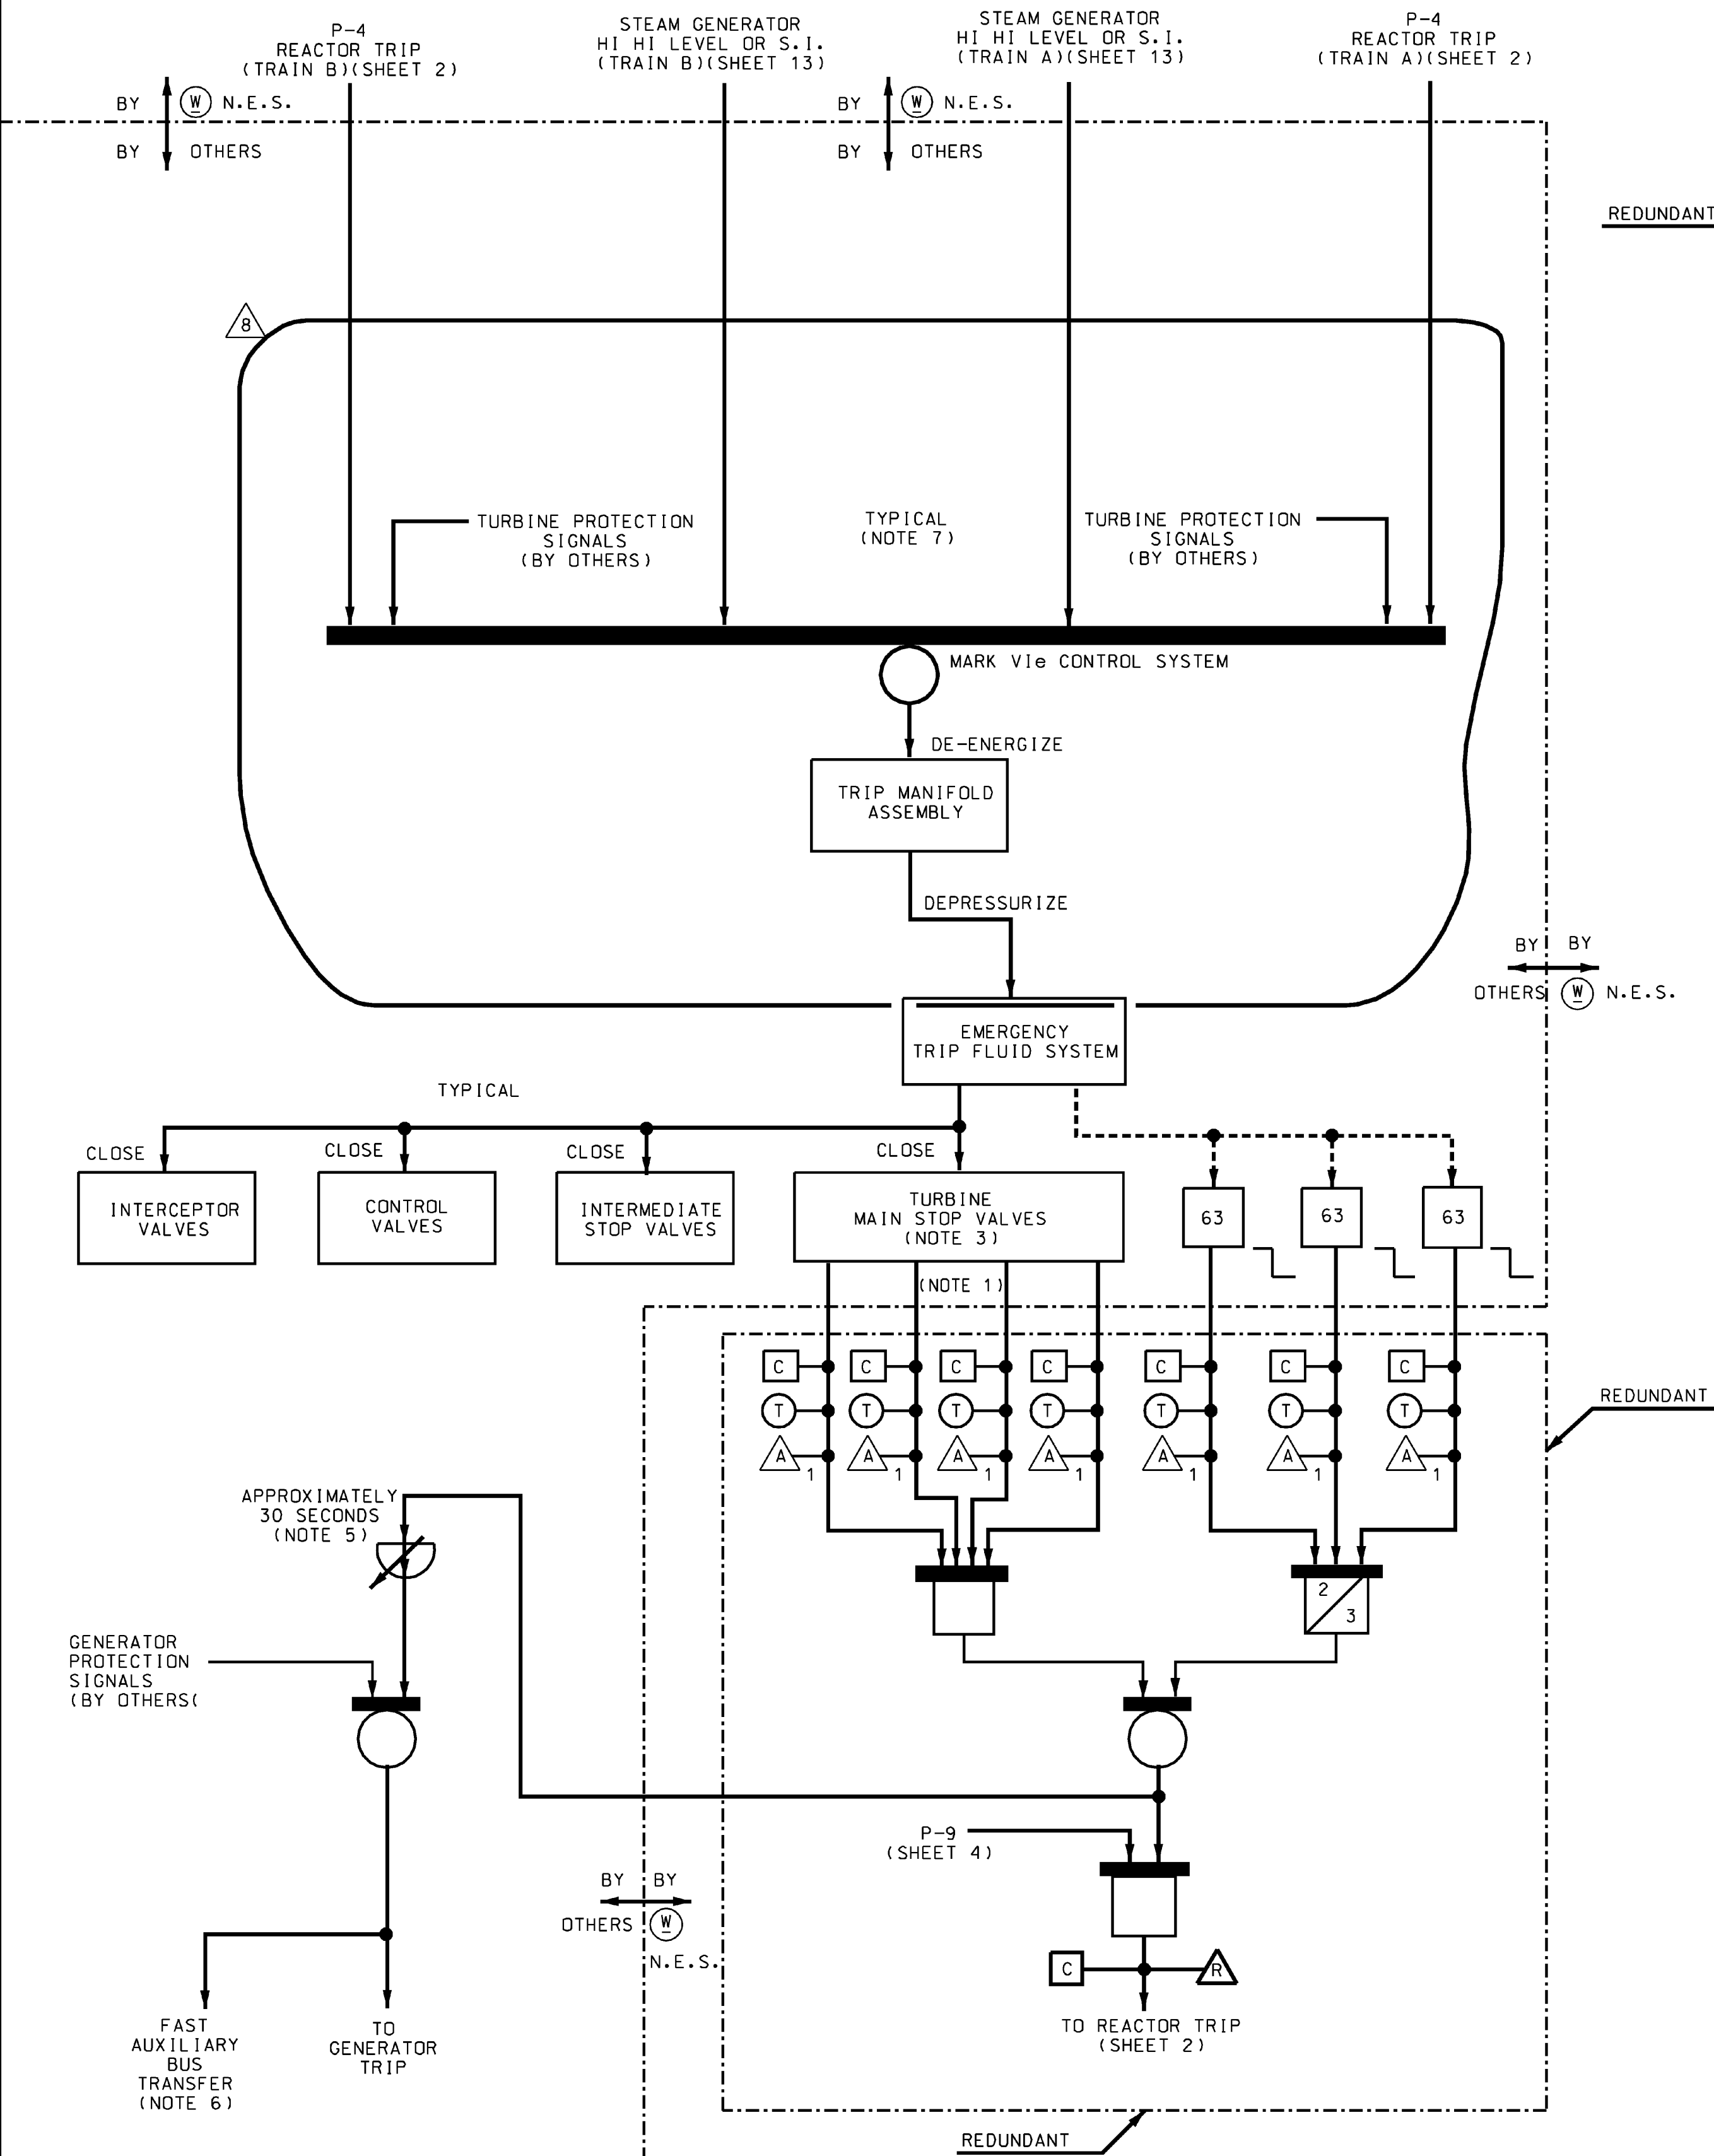 P-4
REACTOR TRIP
(TRAIN B)(SHEET 2)
STEAM GENERATOR
HI HI LEVEL OR S.I.
(TRAIN B)(SHEET 13)
STEAM GENERATOR
HI HI LEVEL OR S.I.
(TRAIN A)(SHEET 13)
P-4
REACTOR TRIP
(TRAIN A)(SHEET 2)
BY W N.E.S.
BY OTHERS
BY W N.E.S.
BY OTHERS
REDUNDANT
8
TURBINE PROTECTION
SIGNALS
(BY OTHERS)
TYPICAL
(NOTE 7)
TURBINE PROTECTION
SIGNALS
(BY OTHERS)
MARK VIe CONTROL SYSTEM
DE-ENERGIZE
TRIP MANIFOLD
ASSEMBLY
DEPRESSURIZE
BY BY
OTHERS W N.E.S.
EMERGENCY
TRIP FLUID SYSTEM
TYPICAL
CLOSE
CLOSE
CLOSE
CLOSE
INTERCEPTOR
VALVES
CONTROL
VALVES
INTERMEDIATE
STOP VALVES
TURBINE
MAIN STOP VALVES
(NOTE 3)
63
63
63
(NOTE 1)
C C C C C C C
T T T T T T T
A 1 A 1 A 1 A 1 A 1 A 1 A 1
REDUNDANT
APPROXIMATELY
30 SECONDS
(NOTE 5)
2
3
GENERATOR
PROTECTION
SIGNALS
(BY OTHERS(
P-9
(SHEET 4)
BY BY
OTHERS W
N.E.S.
C
R
TO REACTOR TRIP
(SHEET 2)
FAST
AUXILIARY
BUS
TRANSFER
(NOTE 6)
TO
GENERATOR
TRIP
REDUNDANT